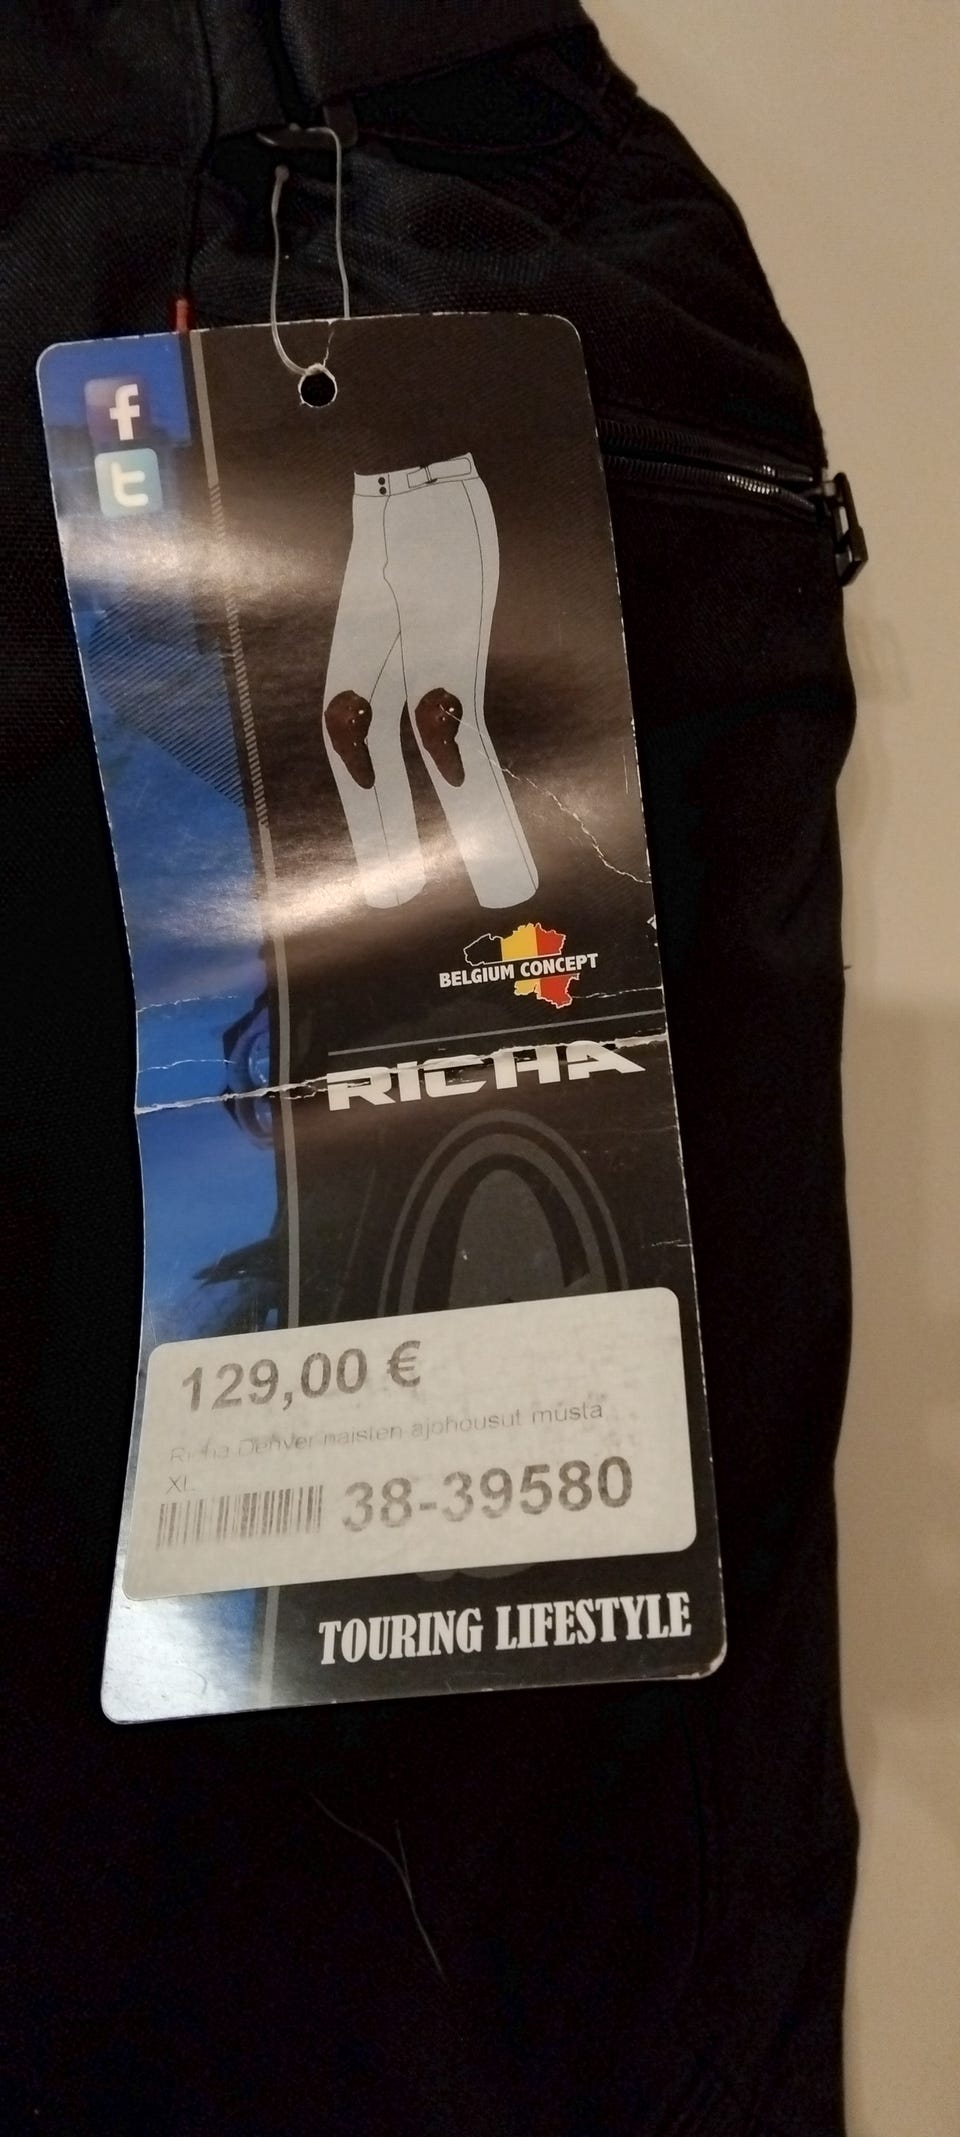 f
t
BELGIUM CONCEPT
RICHA
129,00 €
Richa Denver naisten ajohousut musta
XL
38-39580
TOURING LIFESTYLE